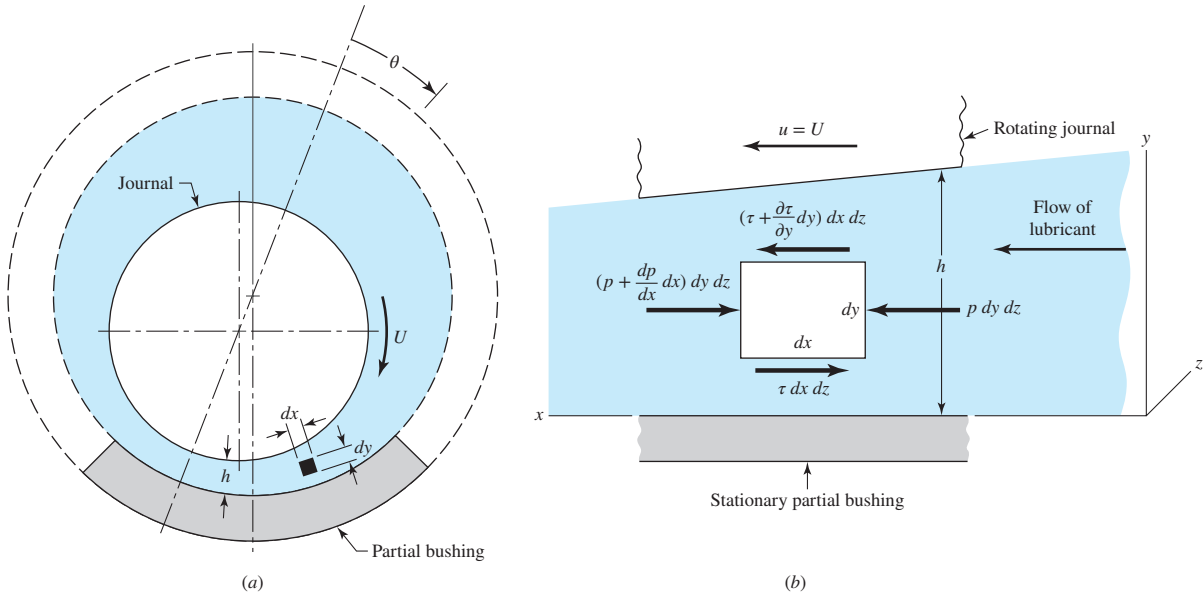 θ
Journal
U
dx
dy
h
Partial bushing
(a)
u = U
Rotating journal
y
z
(τ + ∂τ/∂y dy) dx dz
Flow of
lubricant
h
(p + dp/dx dx) dy dz
dy
p dy dz
dx
τ dx dz
x
Stationary partial bushing
(b)